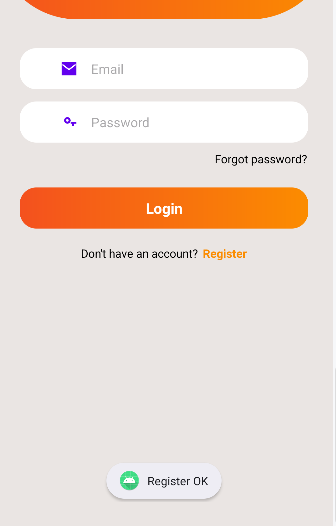 Email
Password
Forgot password?
Login
Don't have an account? Register
Register OK